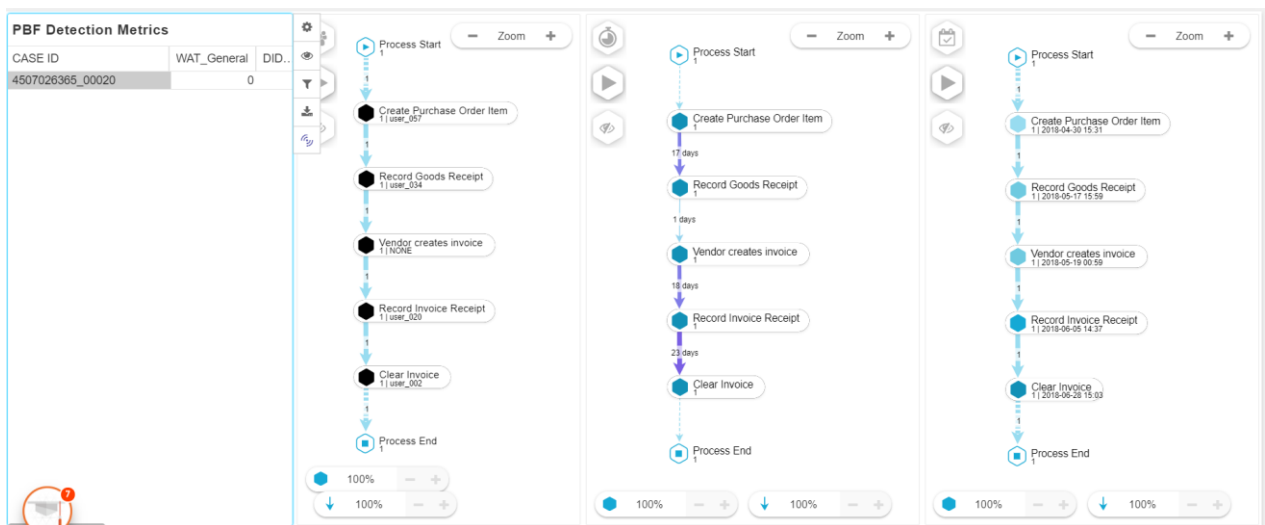 PBF Detection Metrics
CASE ID WAT_General DID..
4507026365_00020 0
7
Zoom
Process Start
1
1
Create Purchase Order Item
1 | user_057
1
Record Goods Receipt
1 | user_034
1
Vendor creates invoice
1 | NONE
1
Record Invoice Receipt
1 | user_020
1
Clear Invoice
1 | user_002
1
Process End
1
100%
100%
Zoom
Process Start
1
Create Purchase Order Item
1
17 days
Record Goods Receipt
1
1 days
Vendor creates invoice
1
18 days
Record Invoice Receipt
1
23 days
Clear Invoice
1
Process End
1
100% 100%
Zoom
Process Start
1
1
Create Purchase Order Item
1 | 2018-04-30 15:31
1
Record Goods Receipt
1 | 2018-05-17 15:59
1
Vendor creates invoice
1 | 2018-05-19 00:59
1
Record Invoice Receipt
1 | 2018-06-05 14:37
1
Clear Invoice
1 | 2018-06-28 15:03
1
Process End
1
100% 100%